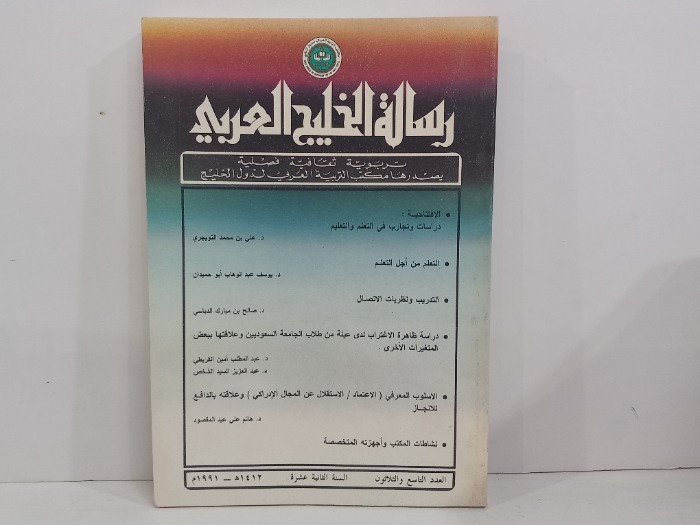 رسالة الخليج العربي
تربوية ثقافية فصلية
يصدرها مكتب التربية العربي لدول الخليج
• الافتتاحية :
دراسات وتجارب في التعلم والتعليم
د. علي بن محمد التويجري
• التعلم من أجل التعلم
د. يوسف عبد الوهاب أبو حميدان
• التدريب ونظريات الاتصال
د. صالح بن مبارك الدباسي
• دراسة ظاهرة الاغتراب لدى عينة من طلاب الجامعة السعوديين وعلاقتها ببعض
المتغيرات الأخرى .
د. عبد المطلب أمين القريطي
د. عبد العزيز السيد الشخص
• الاسلوب المعرفي ( الاعتماد / الاستقلال عن المجال الإدراكي ) وعلاقته بالدافع
للانجاز
د. هانم علي عبد المقصود
• نشاطات المكتب وأجهزته المتخصصة
العدد التاسع والثلاثون السنة الثانية عشرة ١٤١٢هـ ــ ١٩٩١م